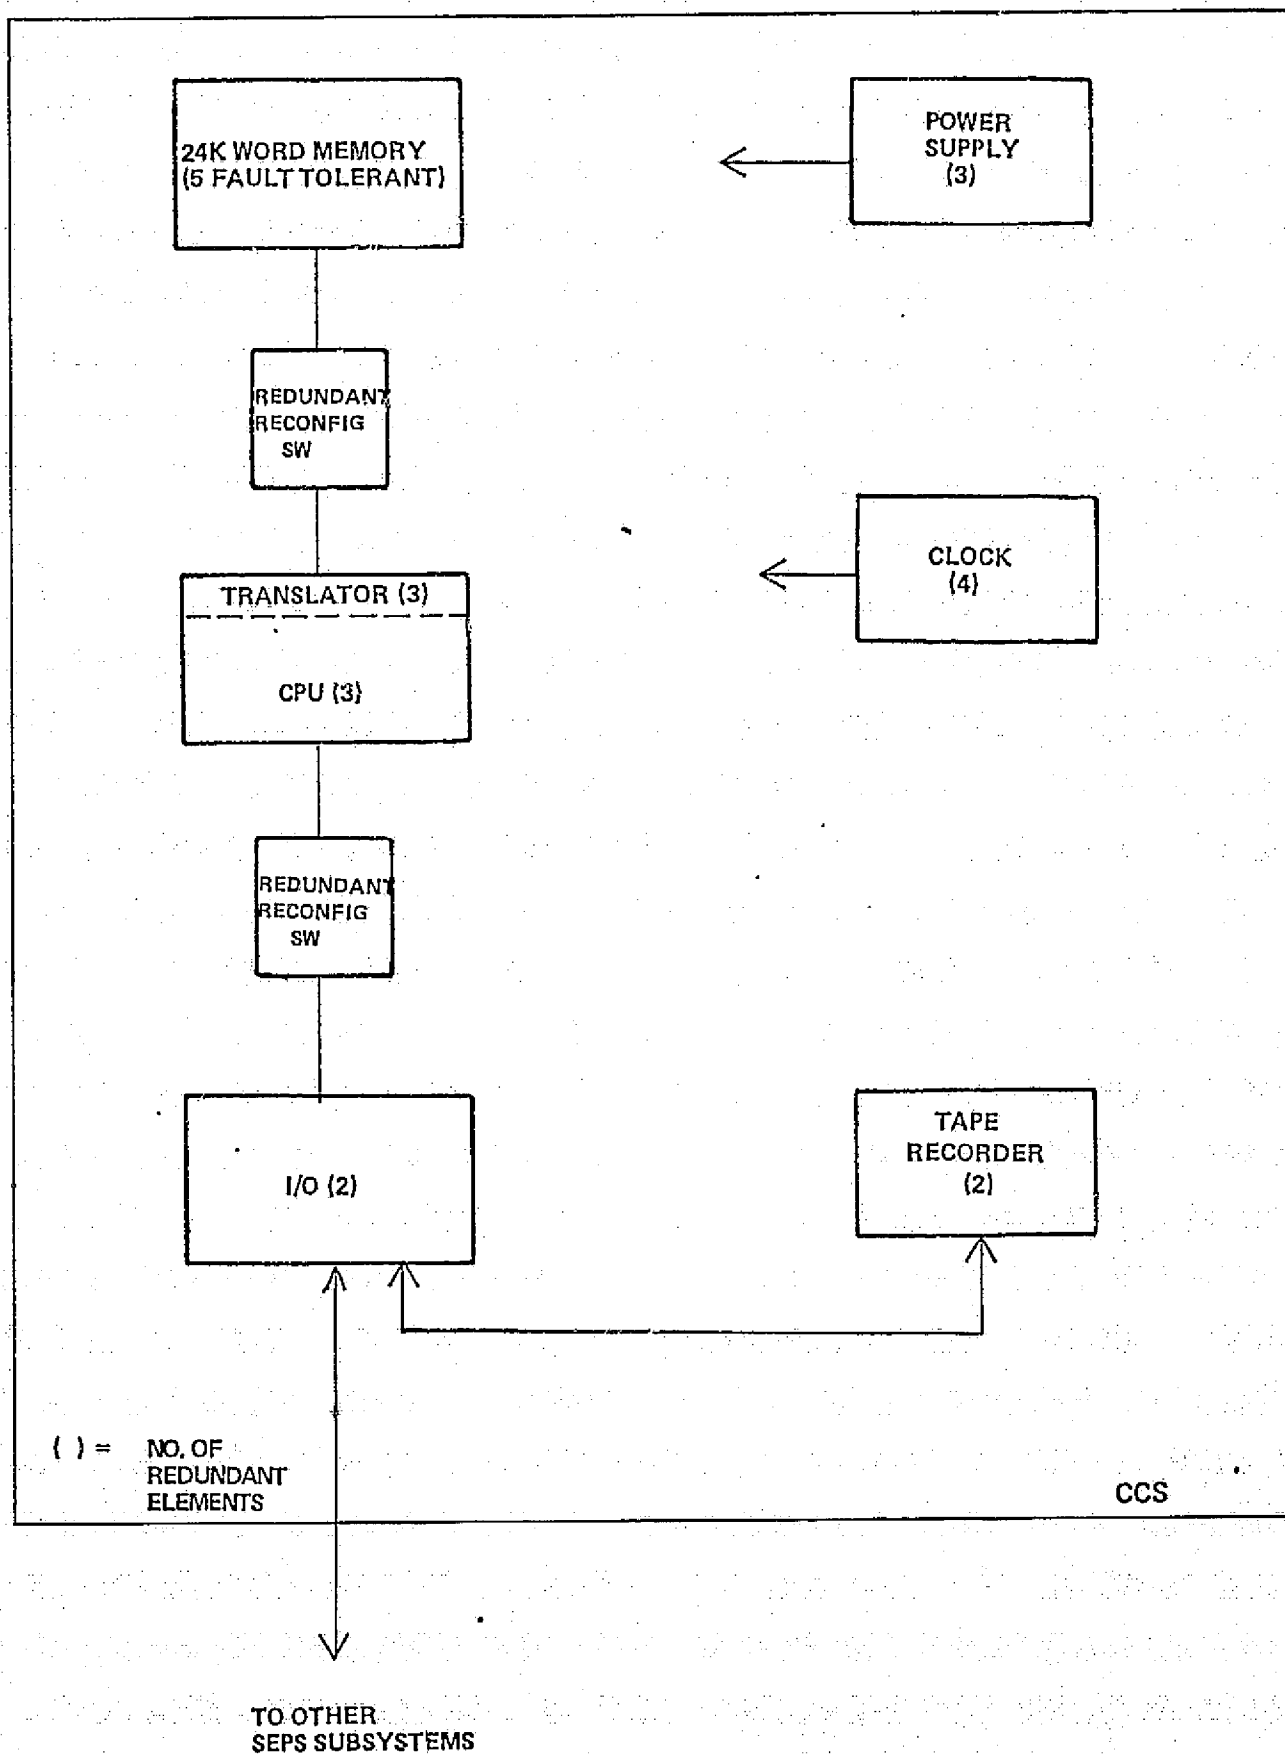 24K WORD MEMORY
(5 FAULT TOLERANT)
POWER
SUPPLY
(3)
REDUNDANT
RECONFIG
SW
CLOCK
(4)
TRANSLATOR (3)
CPU (3)
REDUNDANT
RECONFIG
SW
TAPE
RECORDER
(2)
I/O (2)
( ) = NO. OF
REDUNDANT
ELEMENTS
CCS
TO OTHER
SEPS SUBSYSTEMS